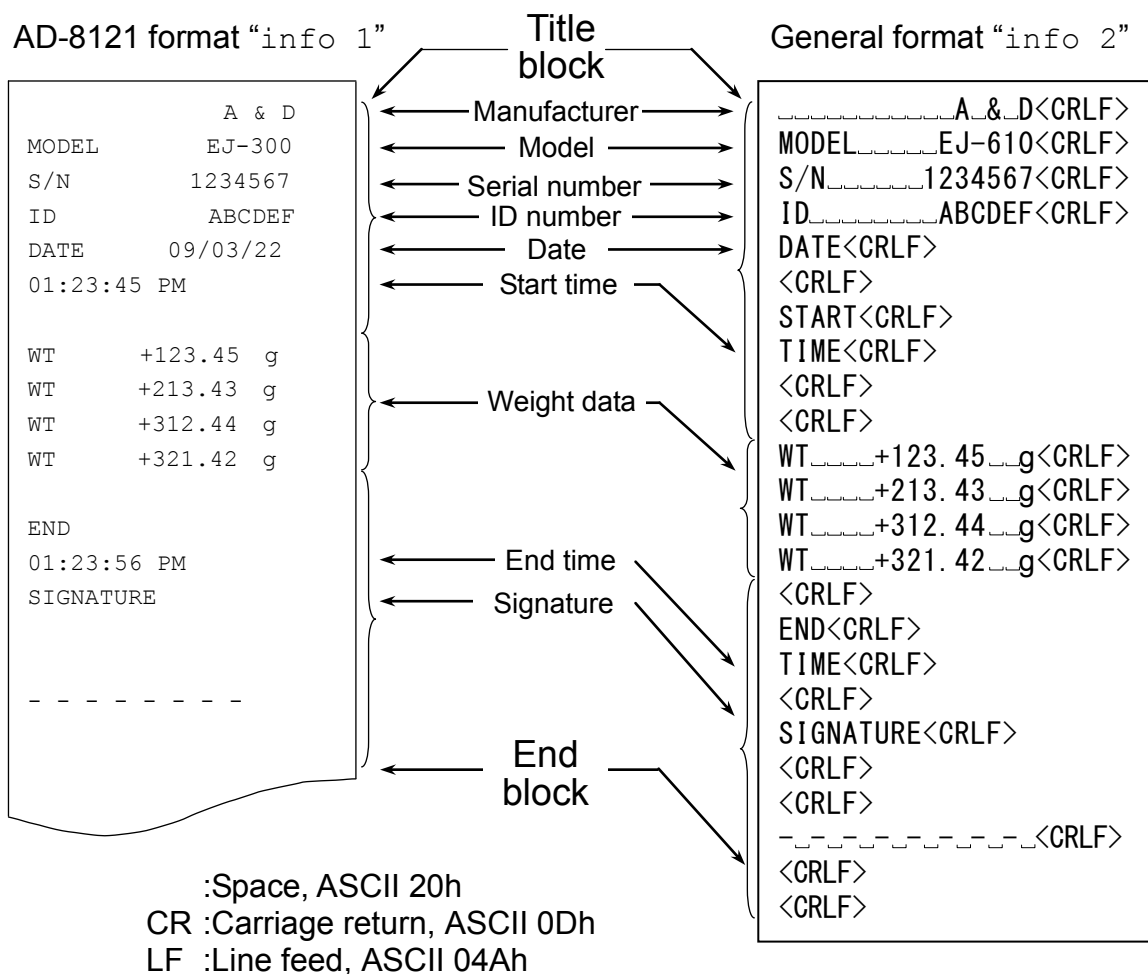 AD-8121 format “info 1”
A & D
MODEL EJ-300
S/N 1234567
ID ABCDEF
DATE 09/03/22
01:23:45 PM
WT +123.45 g
WT +213.43 g
WT +312.44 g
WT +321.42 g
END
01:23:56 PM
SIGNATURE
- - - - - - - -
Title
block
Manufacturer
Model
Serial number
ID number
Date
Start time
Weight data
End time
Signature
End
block
General format “info 2”
␣␣␣␣␣␣␣␣␣␣␣A␣&␣D<CRLF>
MODEL␣␣␣␣␣EJ-610<CRLF>
S/N␣␣␣␣␣␣1234567<CRLF>
ID␣␣␣␣␣␣␣␣ABCDEF<CRLF>
DATE<CRLF>
<CRLF>
START<CRLF>
TIME<CRLF>
<CRLF>
<CRLF>
WT␣␣␣␣+123.45␣␣g<CRLF>
WT␣␣␣␣+213.43␣␣g<CRLF>
WT␣␣␣␣+312.44␣␣g<CRLF>
WT␣␣␣␣+321.42␣␣g<CRLF>
<CRLF>
END<CRLF>
TIME<CRLF>
<CRLF>
SIGNATURE<CRLF>
<CRLF>
<CRLF>
-␣-␣-␣-␣-␣-␣-␣-␣<CRLF>
<CRLF>
<CRLF>
:Space, ASCII 20h
CR :Carriage return, ASCII 0Dh
LF :Line feed, ASCII 04Ah